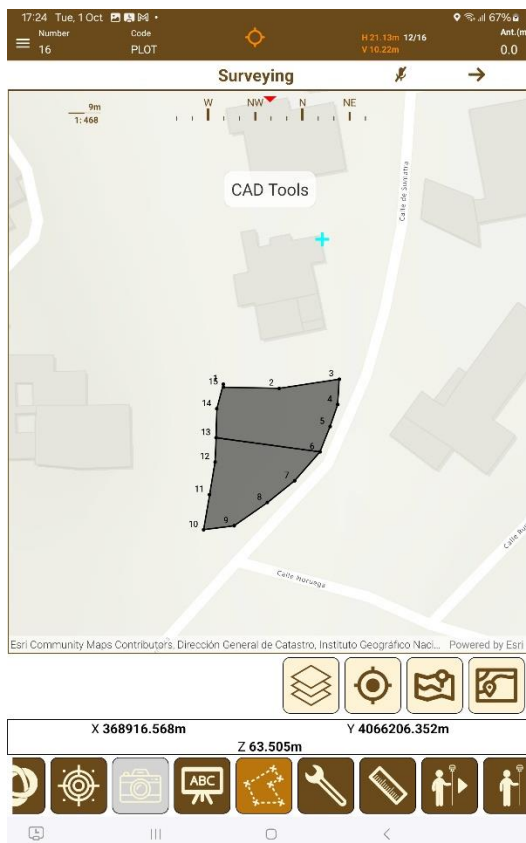 17:24 Tue, 1 Oct
67%
Number
Code
H 21.13m 12/16
Ant.(m
16
PLOT
V 10.22m
0.0
Surveying
9m
1: 468
W NW N NE
CAD Tools
Calle de Sumatra
1
15
2
3
14
4
5
13
6
12
7
11
8
10
9
Calle Noruega
Esri Community Maps Contributors, Dirección General de Catastro, Instituto Geográfico Naci... Powered by Esri
X 368916.568m Y 4066206.352m
Z 63.505m
ABC